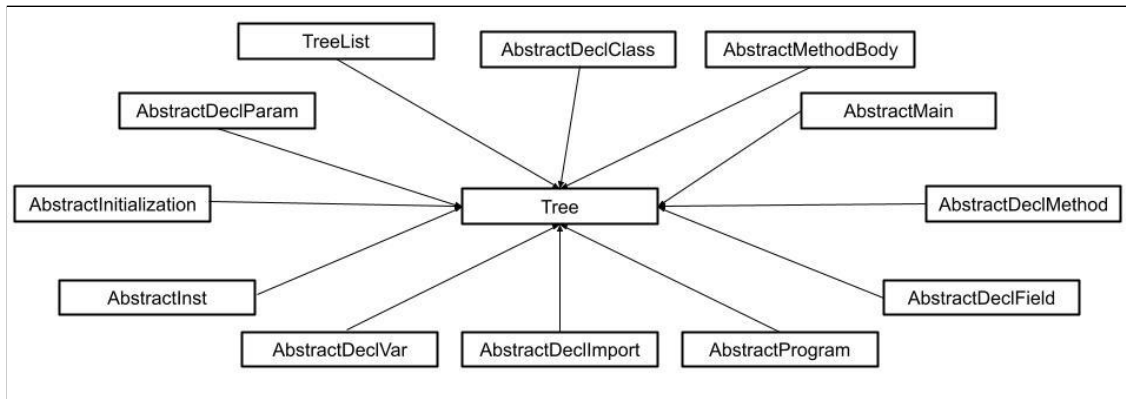 TreeList
AbstractDeclClass
AbstractMethodBody
AbstractDeclParam
AbstractMain
AbstractInitialization
Tree
AbstractDeclMethod
AbstractInst
AbstractDeclField
AbstractDeclVar
AbstractDeclImport
AbstractProgram